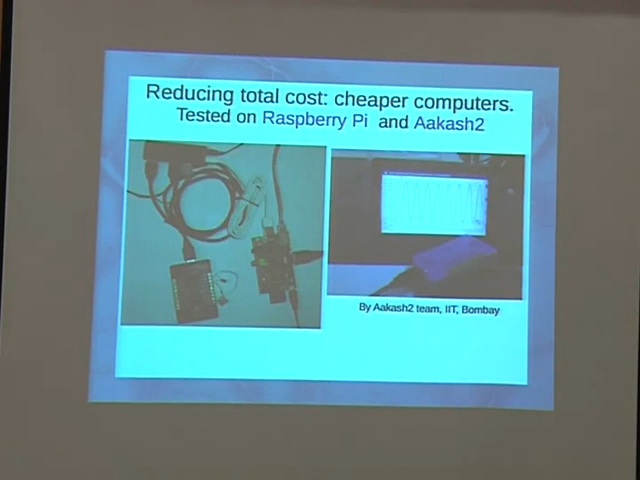 Reducing total cost: cheaper computers.
Tested on Raspberry Pi and Aakash2
By Aakash2 team, IIT, Bombay